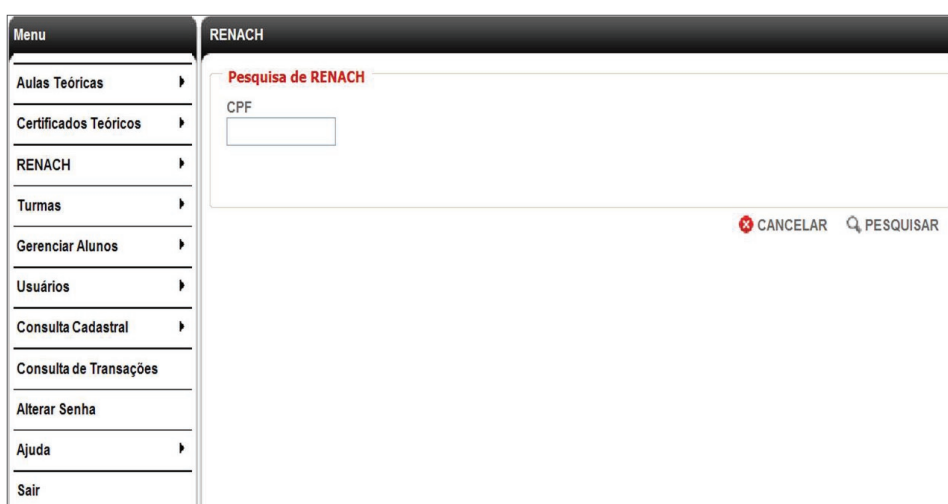 Menu
Aulas Teóricas
Certificados Teóricos
RENACH
Turmas
Gerenciar Alunos
Usuários
Consulta Cadastral
Consulta de Transações
Alterar Senha
Ajuda
Sair
RENACH
Pesquisa de RENACH
CPF
CANCELAR PESQUISAR